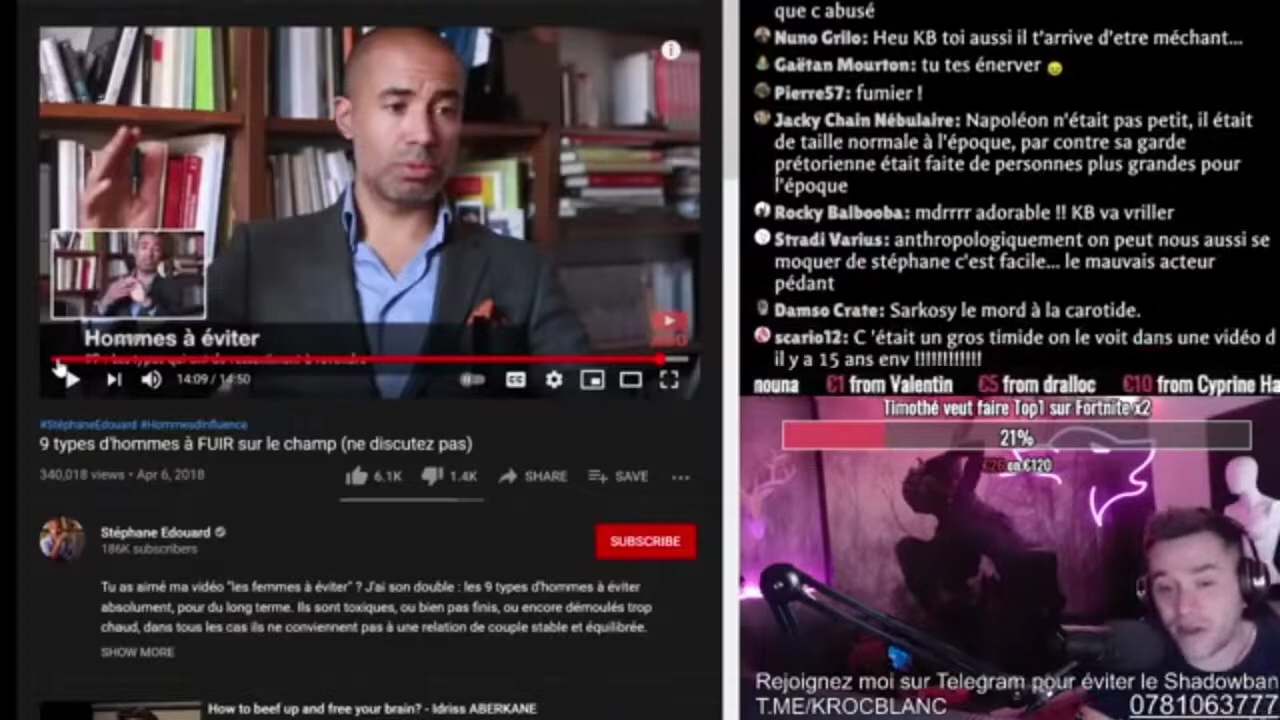 Hommes à éviter
14:09 / 14:50
CC
#StéphaneEdouard #Hommesdinfluence
9 types d'hommes à FUIR sur le champ (ne discutez pas)
340,018 views • Apr 6, 2018
6.1K 1.4K SHARE SAVE
Stéphane Edouard
186K subscribers
SUBSCRIBE
Tu as aimé ma vidéo "les femmes à éviter" ? J'ai son double : les 9 types d'hommes à éviter
absolument, pour du long terme. Ils sont toxiques, ou bien pas finis, ou encore démoulés trop
chaud, dans tous les cas ils ne conviennent pas à une relation de couple stable et équilibrée.
SHOW MORE
How to beef up and free your brain? - Idriss ABERKANE
que c abusé
Nuno Grilo: Heu KB toi aussi il t'arrive d'etre méchant...
Gaëtan Mourton: tu tes énerver
Pierre57: fumier !
Jacky Chain Nébulaire: Napoléon n'était pas petit, il était
de taille normale à l'époque, par contre sa garde
prétorienne était faite de personnes plus grandes pour
l'époque
Rocky Balbooba: mdrrrr adorable !! KB va vriller
Stradi Varius: anthropologiquement on peut nous aussi se
moquer de stéphane c'est facile... le mauvais acteur
pédant
Damso Crate: Sarkosy le mord à la carotide.
scario12: C 'était un gros timide on le voit dans une vidéo d
il y a 15 ans env !!!!!!!!!!!!
nouna €1 from Valentin €5 from dralloc €10 from Cyprine Ha
Timothé veut faire Top1 sur Fortnite x2
21%
€26 on €120
Rejoignez moi sur Telegram pour éviter le Shadowban
T.ME/KROCBLANC 0781063777